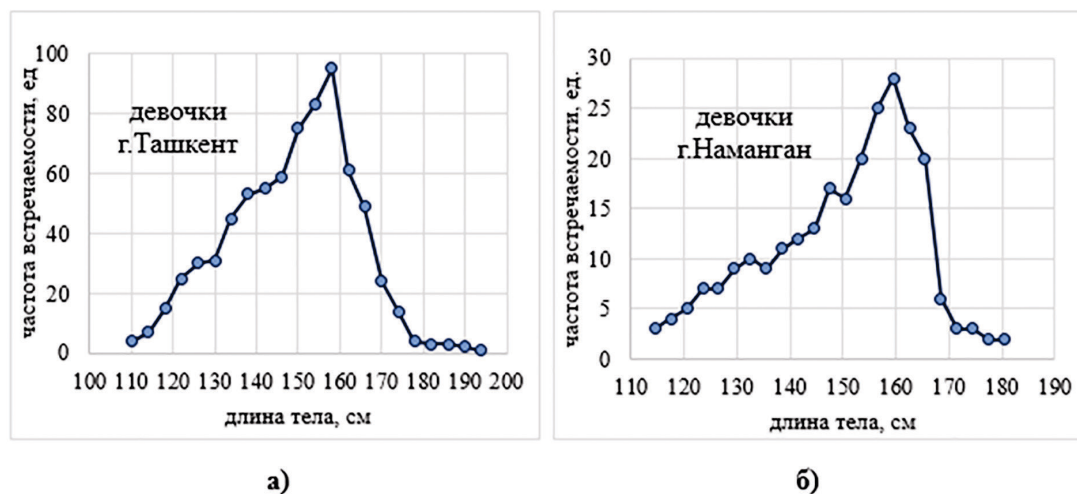 частота встречаемости, ед
100
80
60
40
20
0
девочки
г.Ташкент
100 110 120 130 140 150 160 170 180 190 200
длина тела, см
а)
частота встречаемости, ед.
30
25
20
15
10
5
0
девочки
г.Наманган
110 120 130 140 150 160 170 180 190
длина тела, см
б)